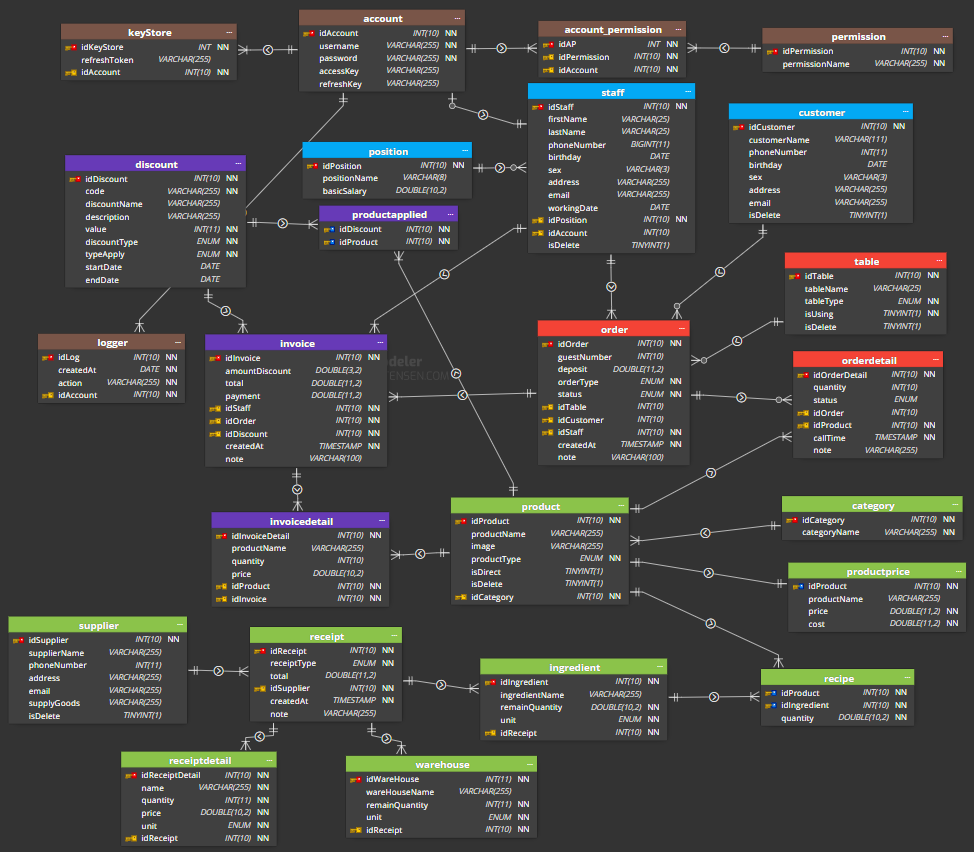 keyStore
idKeyStore INT NN
refreshToken VARCHAR(255)
idAccount INT(10) NN
account
idAccount INT(10) NN
username VARCHAR(255) NN
password VARCHAR(255) NN
accessKey VARCHAR(255)
refreshKey VARCHAR(255)
account_permission
idAP INT NN
idPermission INT(10) NN
idAccount INT(10) NN
permission
idPermission INT(10) NN
permissionName VARCHAR(255)
staff
idStaff INT(10) NN
firstName VARCHAR(25)
lastName VARCHAR(25)
phoneNumber BIGINT(11)
birthday DATE
sex VARCHAR(3)
address VARCHAR(255)
email VARCHAR(255)
workingDate DATE
idPosition INT(10) NN
idAccount INT(10)
isDelete TINYINT(1)
customer
idCustomer INT(10) NN
customerName VARCHAR(111)
phoneNumber INT(11)
birthday DATE
sex VARCHAR(3)
address VARCHAR(255)
email VARCHAR(255)
isDelete TINYINT(1)
position
idPosition INT(10) NN
positionName VARCHAR(8)
basicSalary DOUBLE(10,2)
discount
idDiscount INT(10) NN
code VARCHAR(255) NN
discountName VARCHAR(255)
description VARCHAR(255)
value INT(11) NN
discountType ENUM NN
typeApply ENUM NN
startDate DATE
endDate DATE
productapplied
idDiscount INT(10) NN
idProduct INT(10) NN
table
idTable INT(10) NN
tableName VARCHAR(25)
tableType ENUM NN
isUsing TINYINT(1) NN
isDelete TINYINT(1)
logger
idLog INT(10) NN
createdAt DATE NN
action VARCHAR(255) NN
idAccount INT(10) NN
invoice
idInvoice INT(10) NN
amountDiscount DOUBLE(3,2)
total DOUBLE(11,2)
payment DOUBLE(11,2)
idStaff INT(10) NN
idOrder INT(10) NN
idDiscount INT(10) NN
createdAt TIMESTAMP NN
note VARCHAR(100)
deler
TENSEN.COM
order
idOrder INT(10) NN
guestNumber INT(10)
deposit DOUBLE(11,2)
orderType ENUM NN
status ENUM NN
idTable INT(10)
idCustomer INT(10)
idStaff INT(10) NN
createdAt TIMESTAMP NN
note VARCHAR(100)
orderdetail
idOrderDetail INT(10) NN
quantity INT(10)
status ENUM
idOrder INT(10)
idProduct INT(10) NN
callTime TIMESTAMP NN
note VARCHAR(255)
invoicedetail
idInvoiceDetail INT(10) NN
productName VARCHAR(255)
quantity INT(10)
price DOUBLE(10,2)
idProduct INT(10) NN
idInvoice INT(10) NN
product
idProduct INT(10) NN
productName VARCHAR(255)
image VARCHAR(255)
productType ENUM NN
isDirect TINYINT(1)
isDelete TINYINT(1)
idCategory INT(10) NN
category
idCategory INT(10) NN
categoryName VARCHAR(255) NN
productprice
idProduct INT(10) NN
productName VARCHAR(255)
price DOUBLE(11,2) NN
cost DOUBLE(11,2) NN
supplier
idSupplier INT(10) NN
supplierName VARCHAR(255)
phoneNumber INT(11)
address VARCHAR(255)
email VARCHAR(255)
supplyGoods VARCHAR(255)
isDelete TINYINT(1)
receipt
idReceipt INT(10) NN
receiptType ENUM NN
total DOUBLE(11,2)
idSupplier INT(10) NN
createdAt TIMESTAMP NN
note VARCHAR(255)
ingredient
idIngredient INT(10) NN
ingredientName VARCHAR(255)
remainQuantity DOUBLE(10,2) NN
unit ENUM NN
idReceipt INT(10) NN
recipe
idProduct INT(10) NN
idIngredient INT(10) NN
quantity DOUBLE(10,2) NN
receiptdetail
idReceiptDetail INT(10) NN
name VARCHAR(255) NN
quantity INT(11) NN
price DOUBLE(10,2) NN
unit ENUM NN
idReceipt INT(10) NN
warehouse
idWareHouse INT(11) NN
wareHouseName VARCHAR(255)
remainQuantity INT(11) NN
unit ENUM NN
idReceipt INT(10) NN